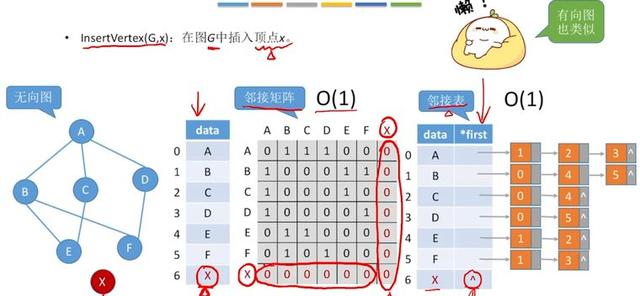 懒!
有向图
也类似
• InsertVertex(G,x)：在图G中插入顶点x。
无向图
A
B
C
D
E
F
X
data
0 A
1 B
2 C
3 D
4 E
5 F
6 X
邻接矩阵 O(1)
A B C D E F X
A 0 1 1 1 0 0 0
B 1 0 0 0 1 1 0
C 1 0 0 0 1 0 0
D 1 0 0 0 0 1 0
E 0 1 1 0 0 0 0
F 0 1 0 1 0 0 0
X 0 0 0 0 0 0
邻接表 O(1)
data *first
0 A 1 2 3 ^
1 B 0 4 5 ^
2 C 0 4 ^
3 D 0 5 ^
4 E 1 2 ^
5 F 1 3 ^
6 X ^